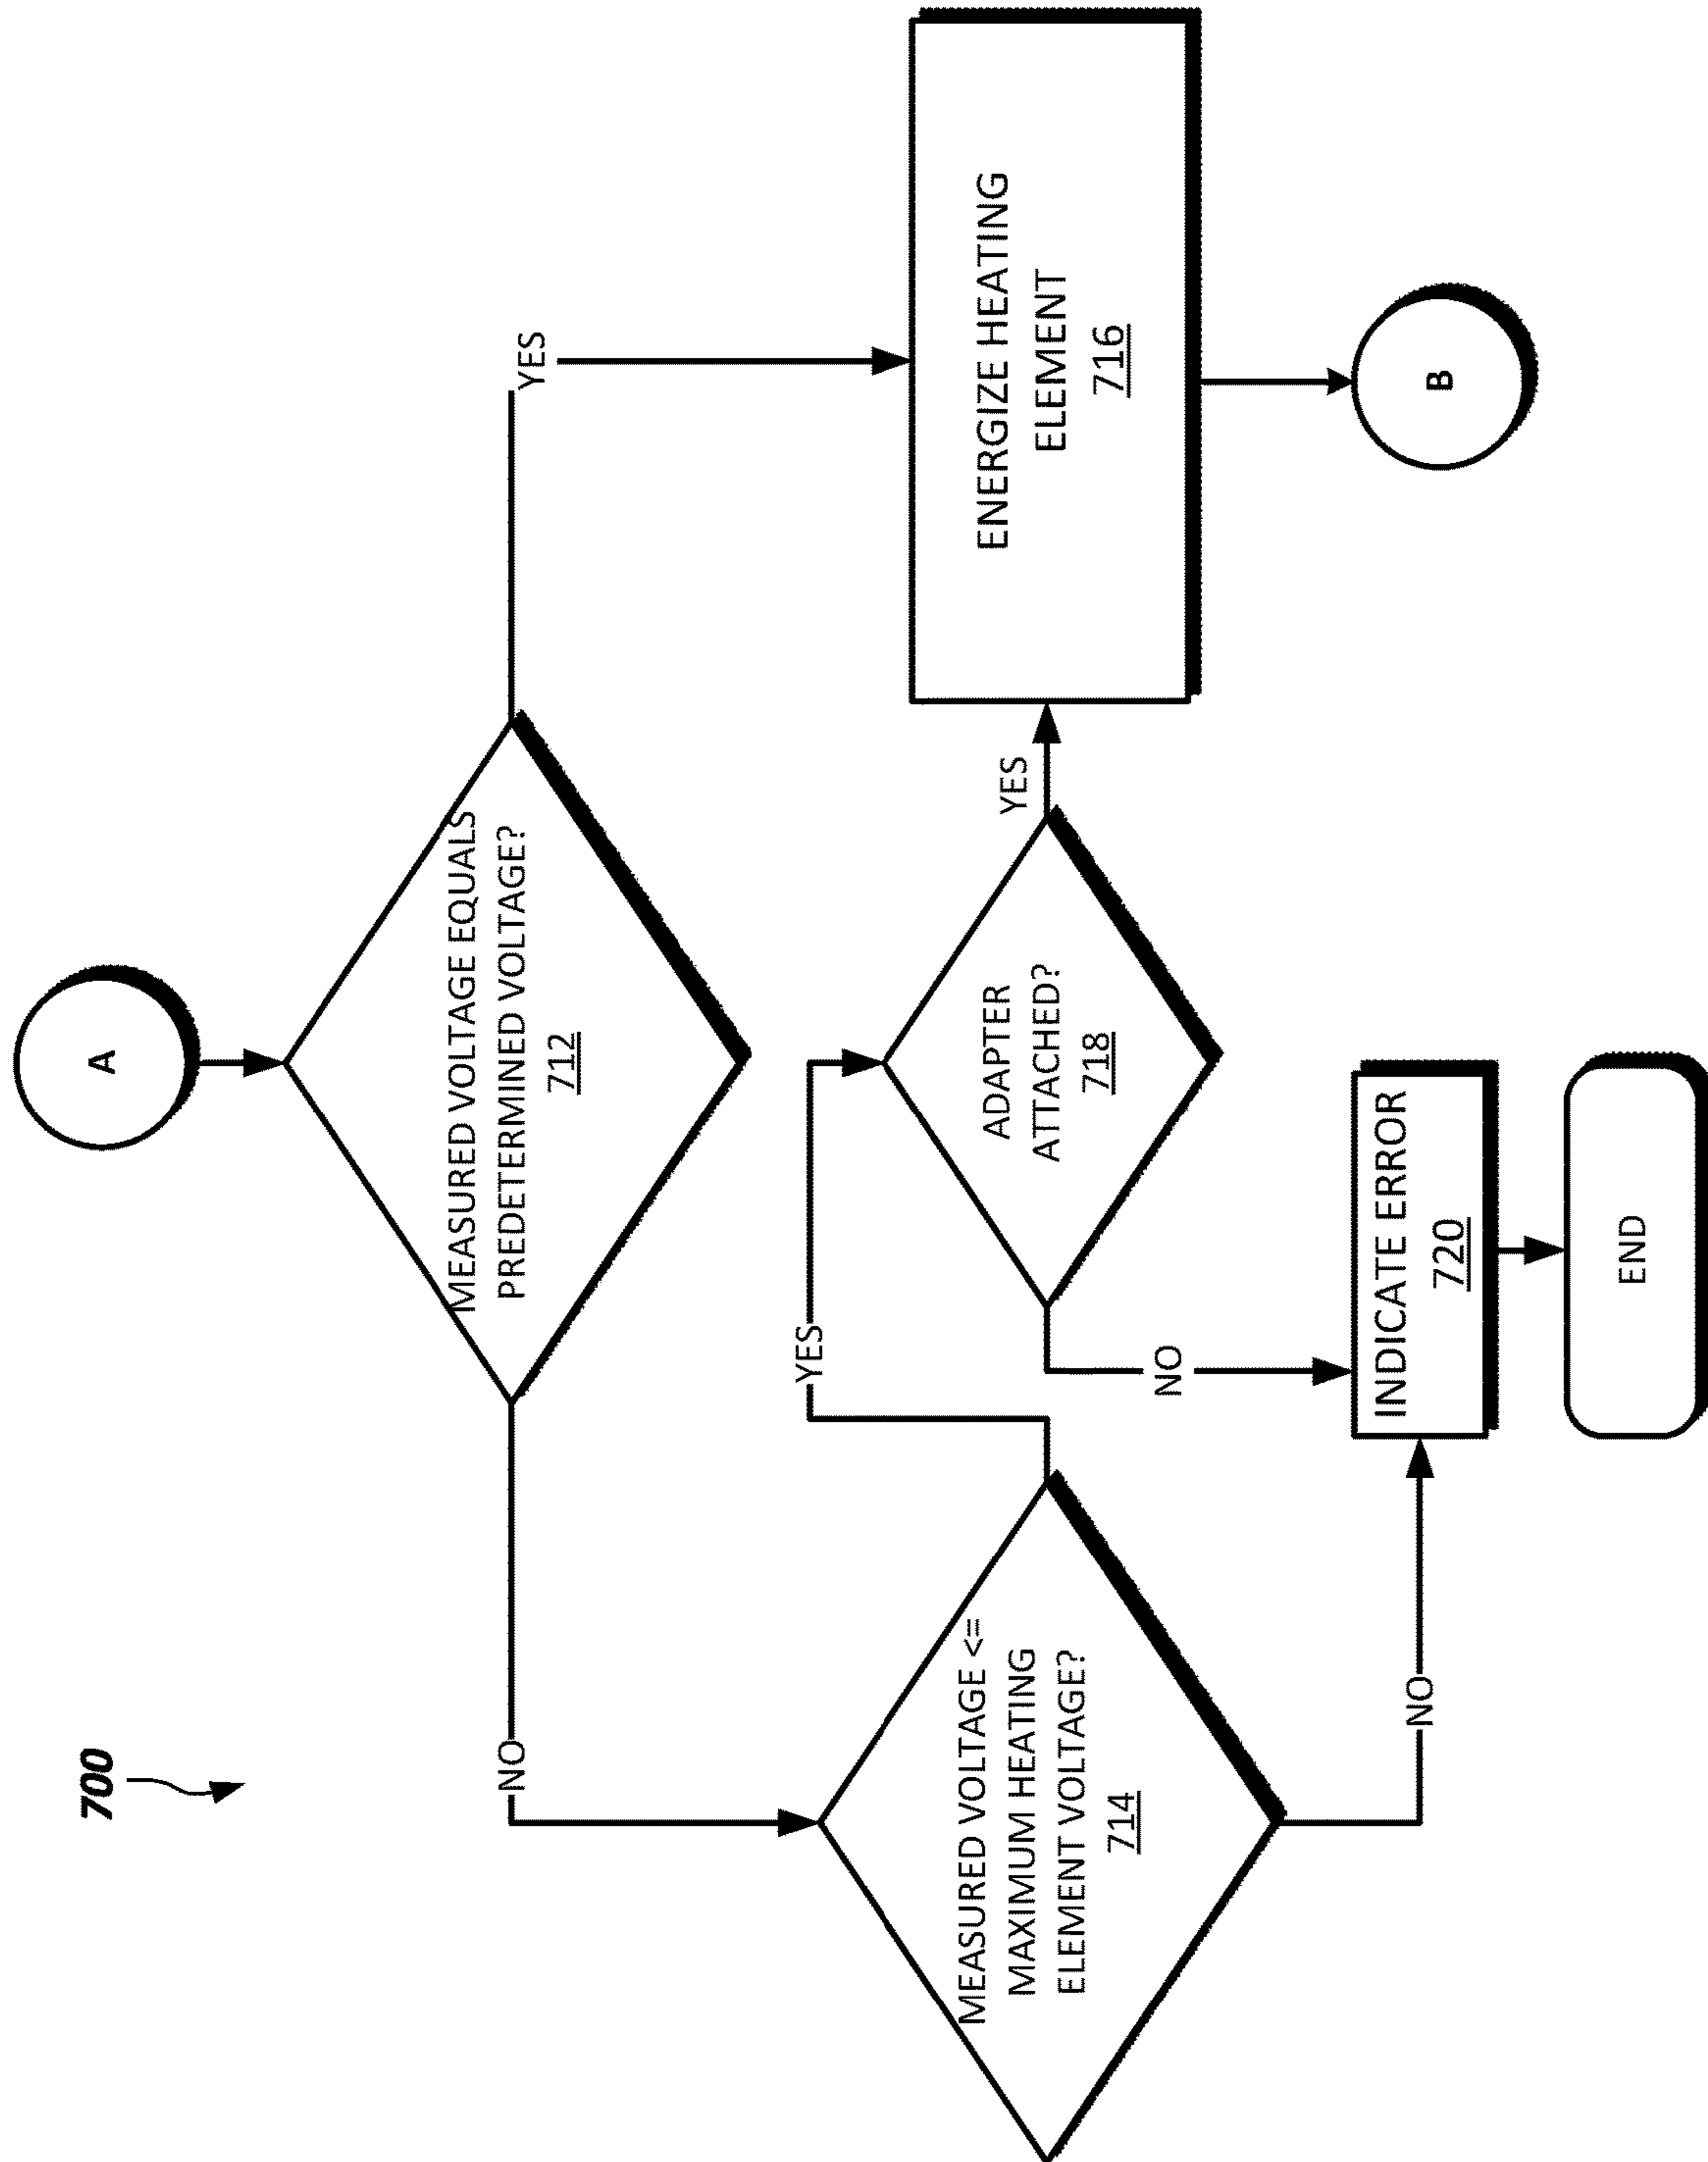 700
A
MEASURED VOLTAGE EQUALS
PREDETERMINED VOLTAGE?
712
NO
YES
MEASURED VOLTAGE <=
MAXIMUM HEATING
ELEMENT VOLTAGE?
714
YES
ADAPTER
ATTACHED?
718
YES
ENERGIZE HEATING
ELEMENT
716
NO
NO
INDICATE ERROR
720
B
END